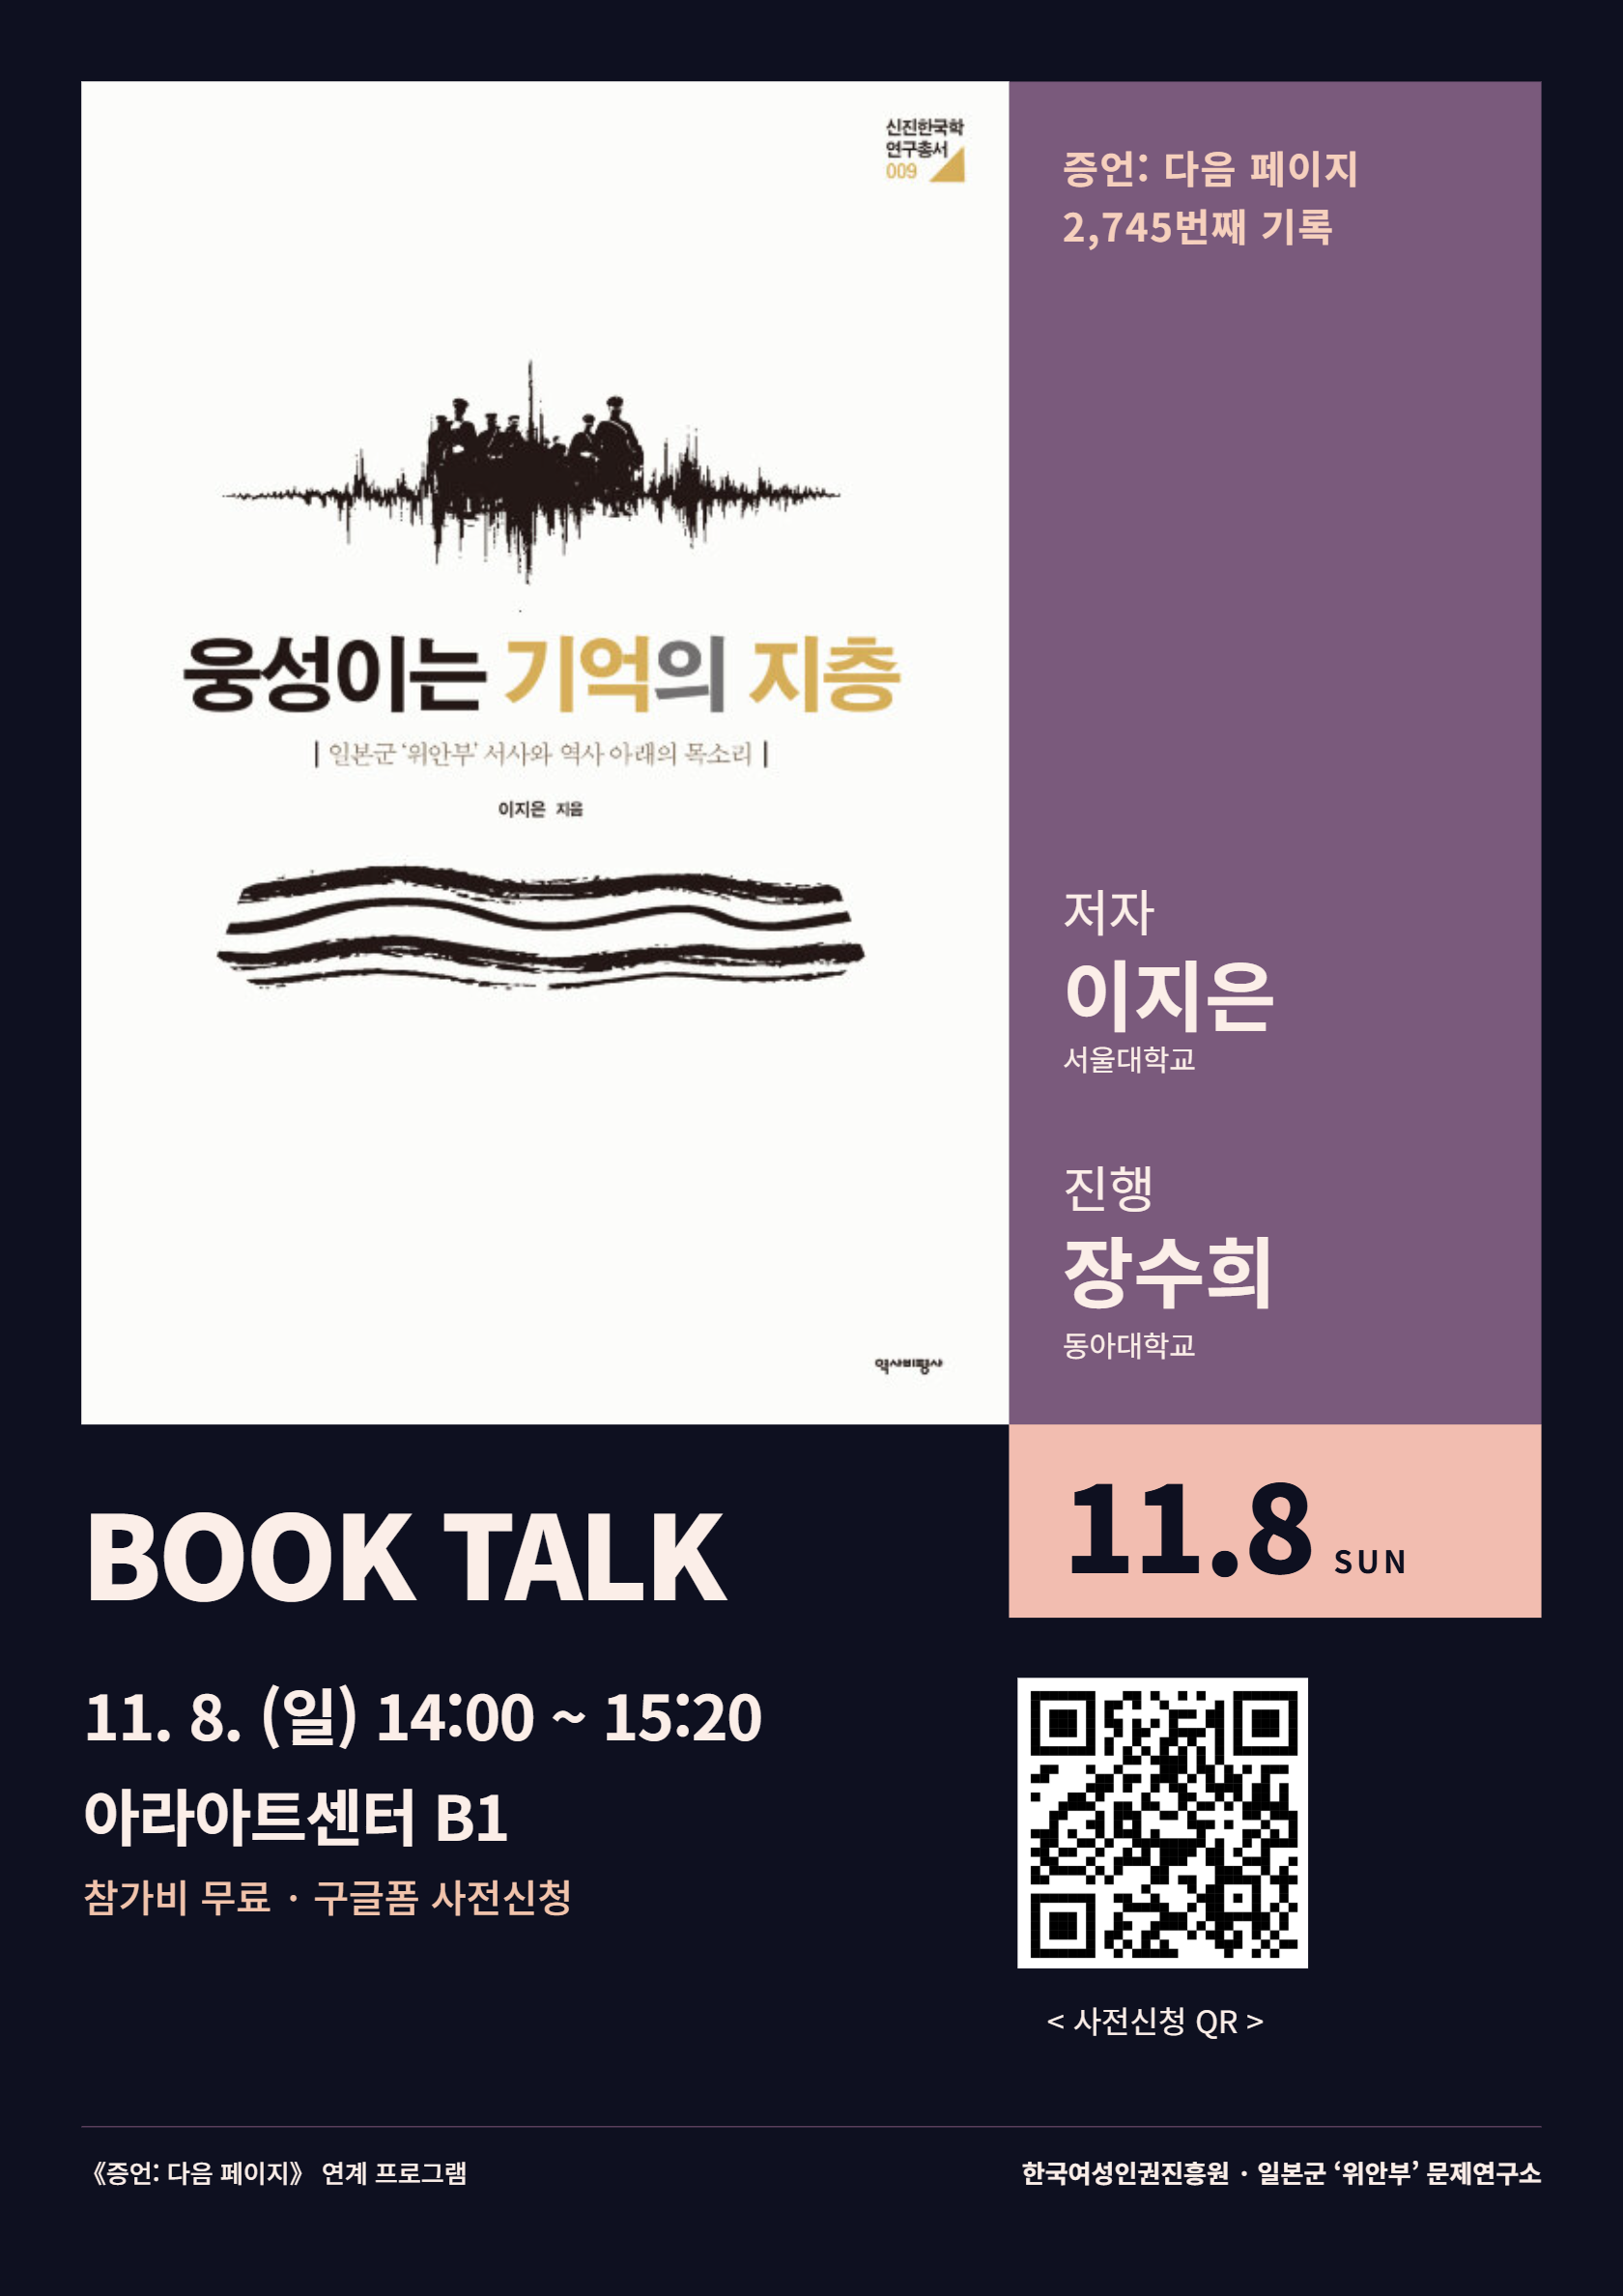 신진한국학
연구총서
009
웅성이는 기억의 지층
| 일본군 ‘위안부’ 서사와 역사 아래의 목소리 |
이지은 지음
역사비평사
증언: 다음 페이지
2,745번째 기록
저자
이지은
서울대학교
진행
장수희
동아대학교
11.8 SUN
BOOK TALK
11. 8. (일) 14:00 ~ 15:20
아라아트센터 B1
참가비 무료 · 구글폼 사전신청
< 사전신청 QR >
《증언: 다음 페이지》 연계 프로그램
한국여성인권진흥원 · 일본군 ‘위안부’ 문제연구소